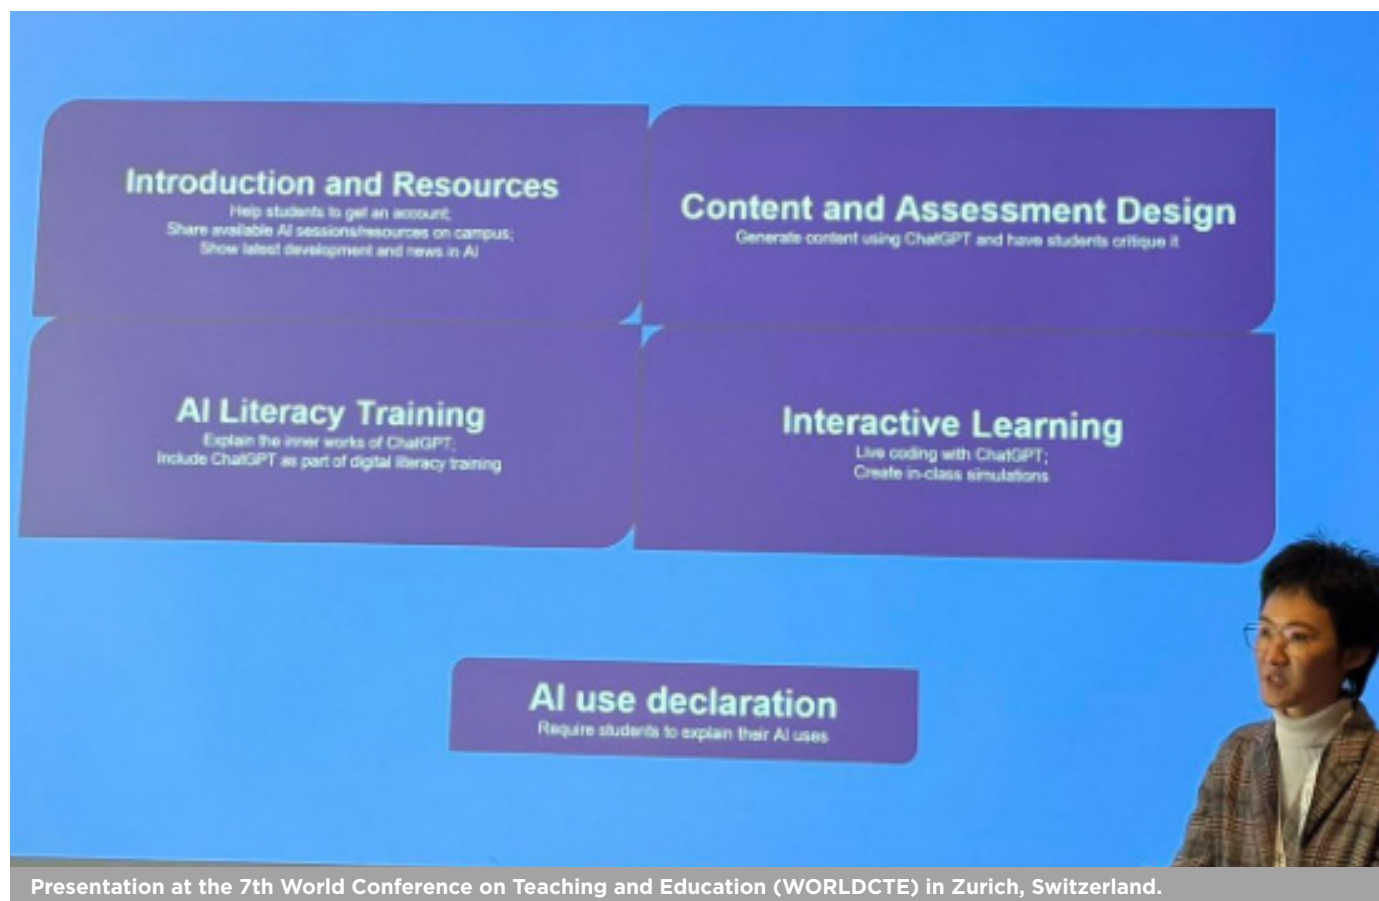 Introduction and Resources
Help students to get an account;
Share available AI sessions/resources on campus;
Show latest development and news in AI
Content and Assessment Design
Generate content using ChatGPT and have students critique it
AI Literacy Training
Explain the inner works of ChatGPT;
Include ChatGPT as part of digital literacy training
Interactive Learning
Live coding with ChatGPT;
Create in-class simulations
AI use declaration
Require students to explain their AI uses
Presentation at the 7th World Conference on Teaching and Education (WORLDCTE) in Zurich, Switzerland.